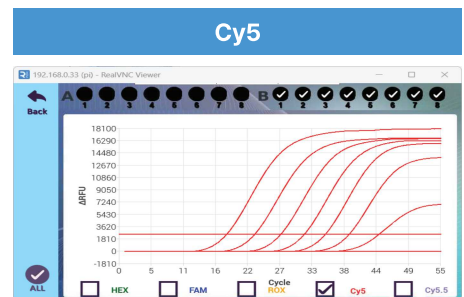 Cy5
192.168.0.33 (pi) - RealVNC Viewer
Back
A 1 2 3 4 5 6 7 8 B 1 2 3 4 5 6 7 8
18100
16290
14480
12670
10860
9050
7240
5430
3620
1810
0
-1810
ΔRFU
0 5 11 16 22 27 33 38 44 49 55
Cycle
ALL
HEX FAM ROX Cy5 Cy5.5